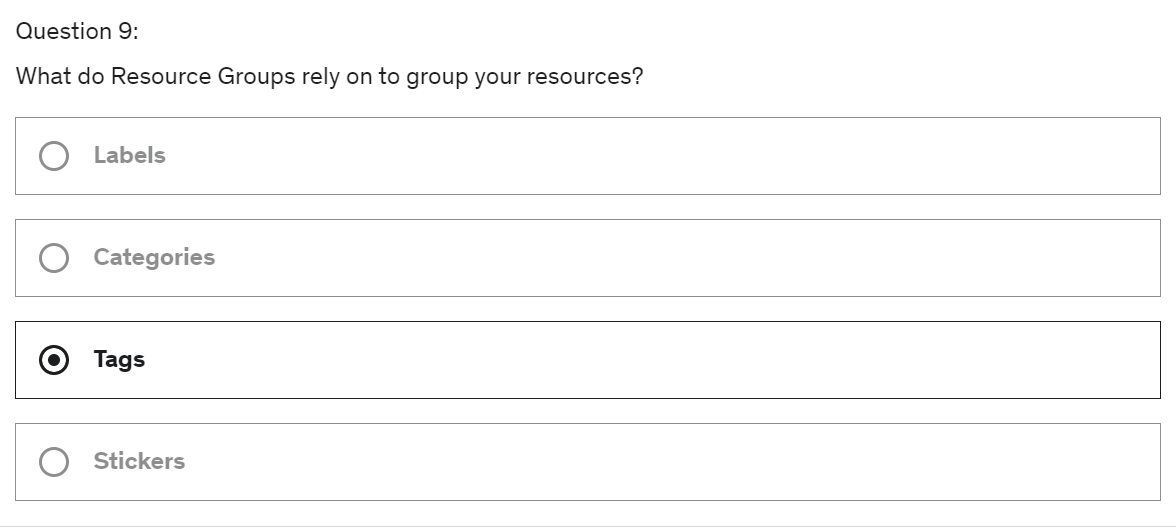 Question 9:
What do Resource Groups rely on to group your resources?
Labels
Categories
Tags
Stickers